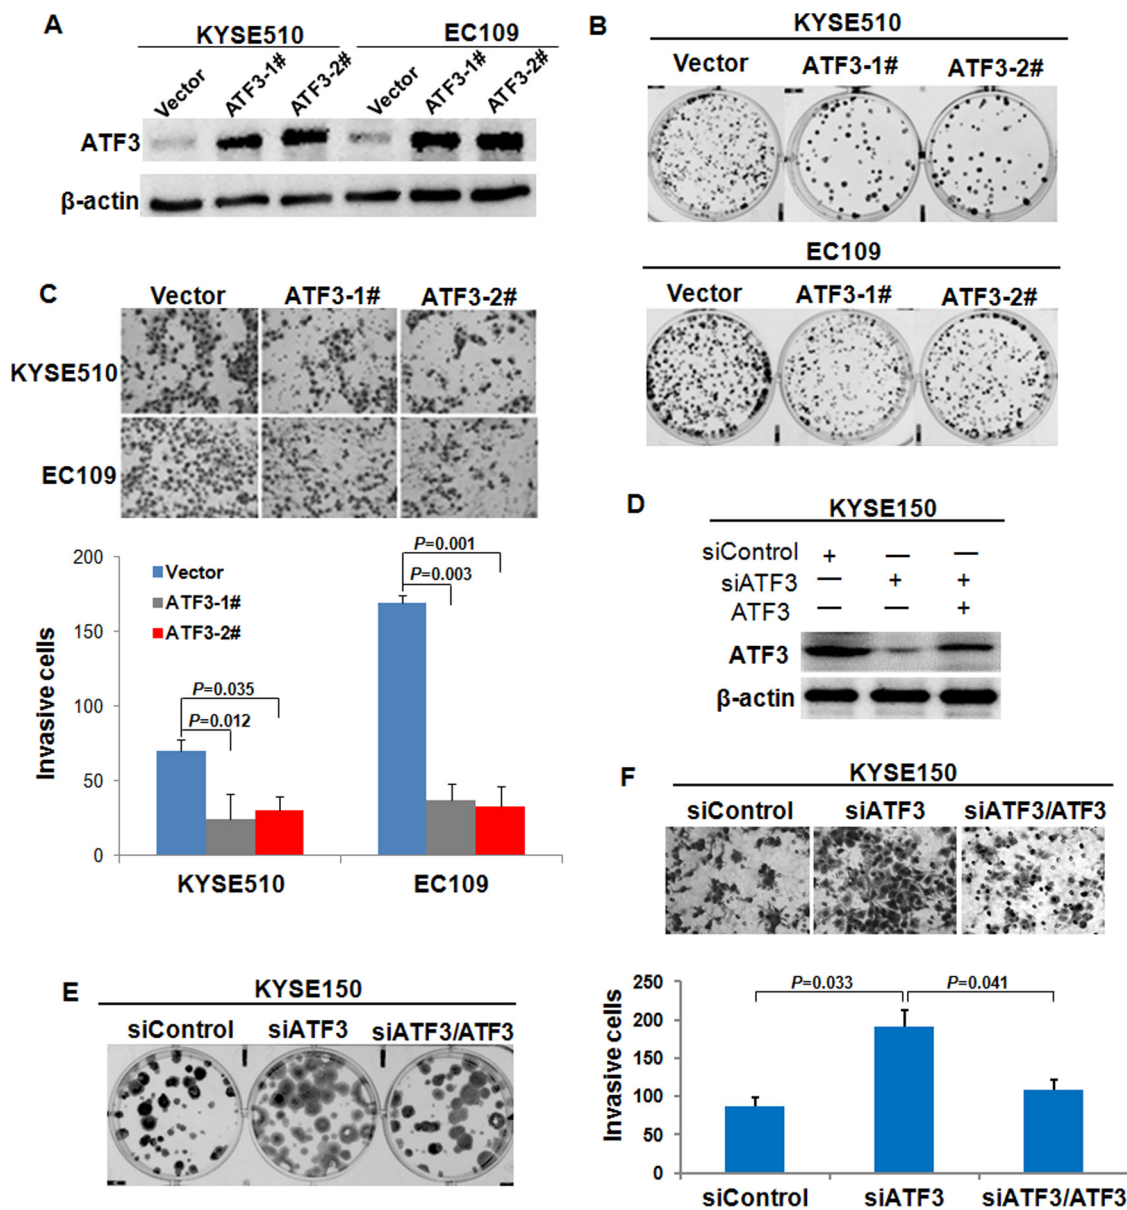 A
KYSE510 EC109
Vector ATF3-1# ATF3-2# Vector ATF3-1# ATF3-2#
ATF3
β-actin
B
KYSE510
Vector ATF3-1# ATF3-2#
EC109
Vector ATF3-1# ATF3-2#
C
Vector ATF3-1# ATF3-2#
KYSE510
EC109
200
150
100
50
0
Invasive cells
Vector
ATF3-1#
ATF3-2#
P=0.035
P=0.012
P=0.001
P=0.003
KYSE510 EC109
D
KYSE150
siControl + — —
siATF3 — + +
ATF3 — — +
ATF3
β-actin
E
KYSE150
siControl siATF3 siATF3/ATF3
F
KYSE150
siControl siATF3 siATF3/ATF3
250
200
150
100
50
0
Invasive cells
P=0.033 P=0.041
siControl siATF3 siATF3/ATF3